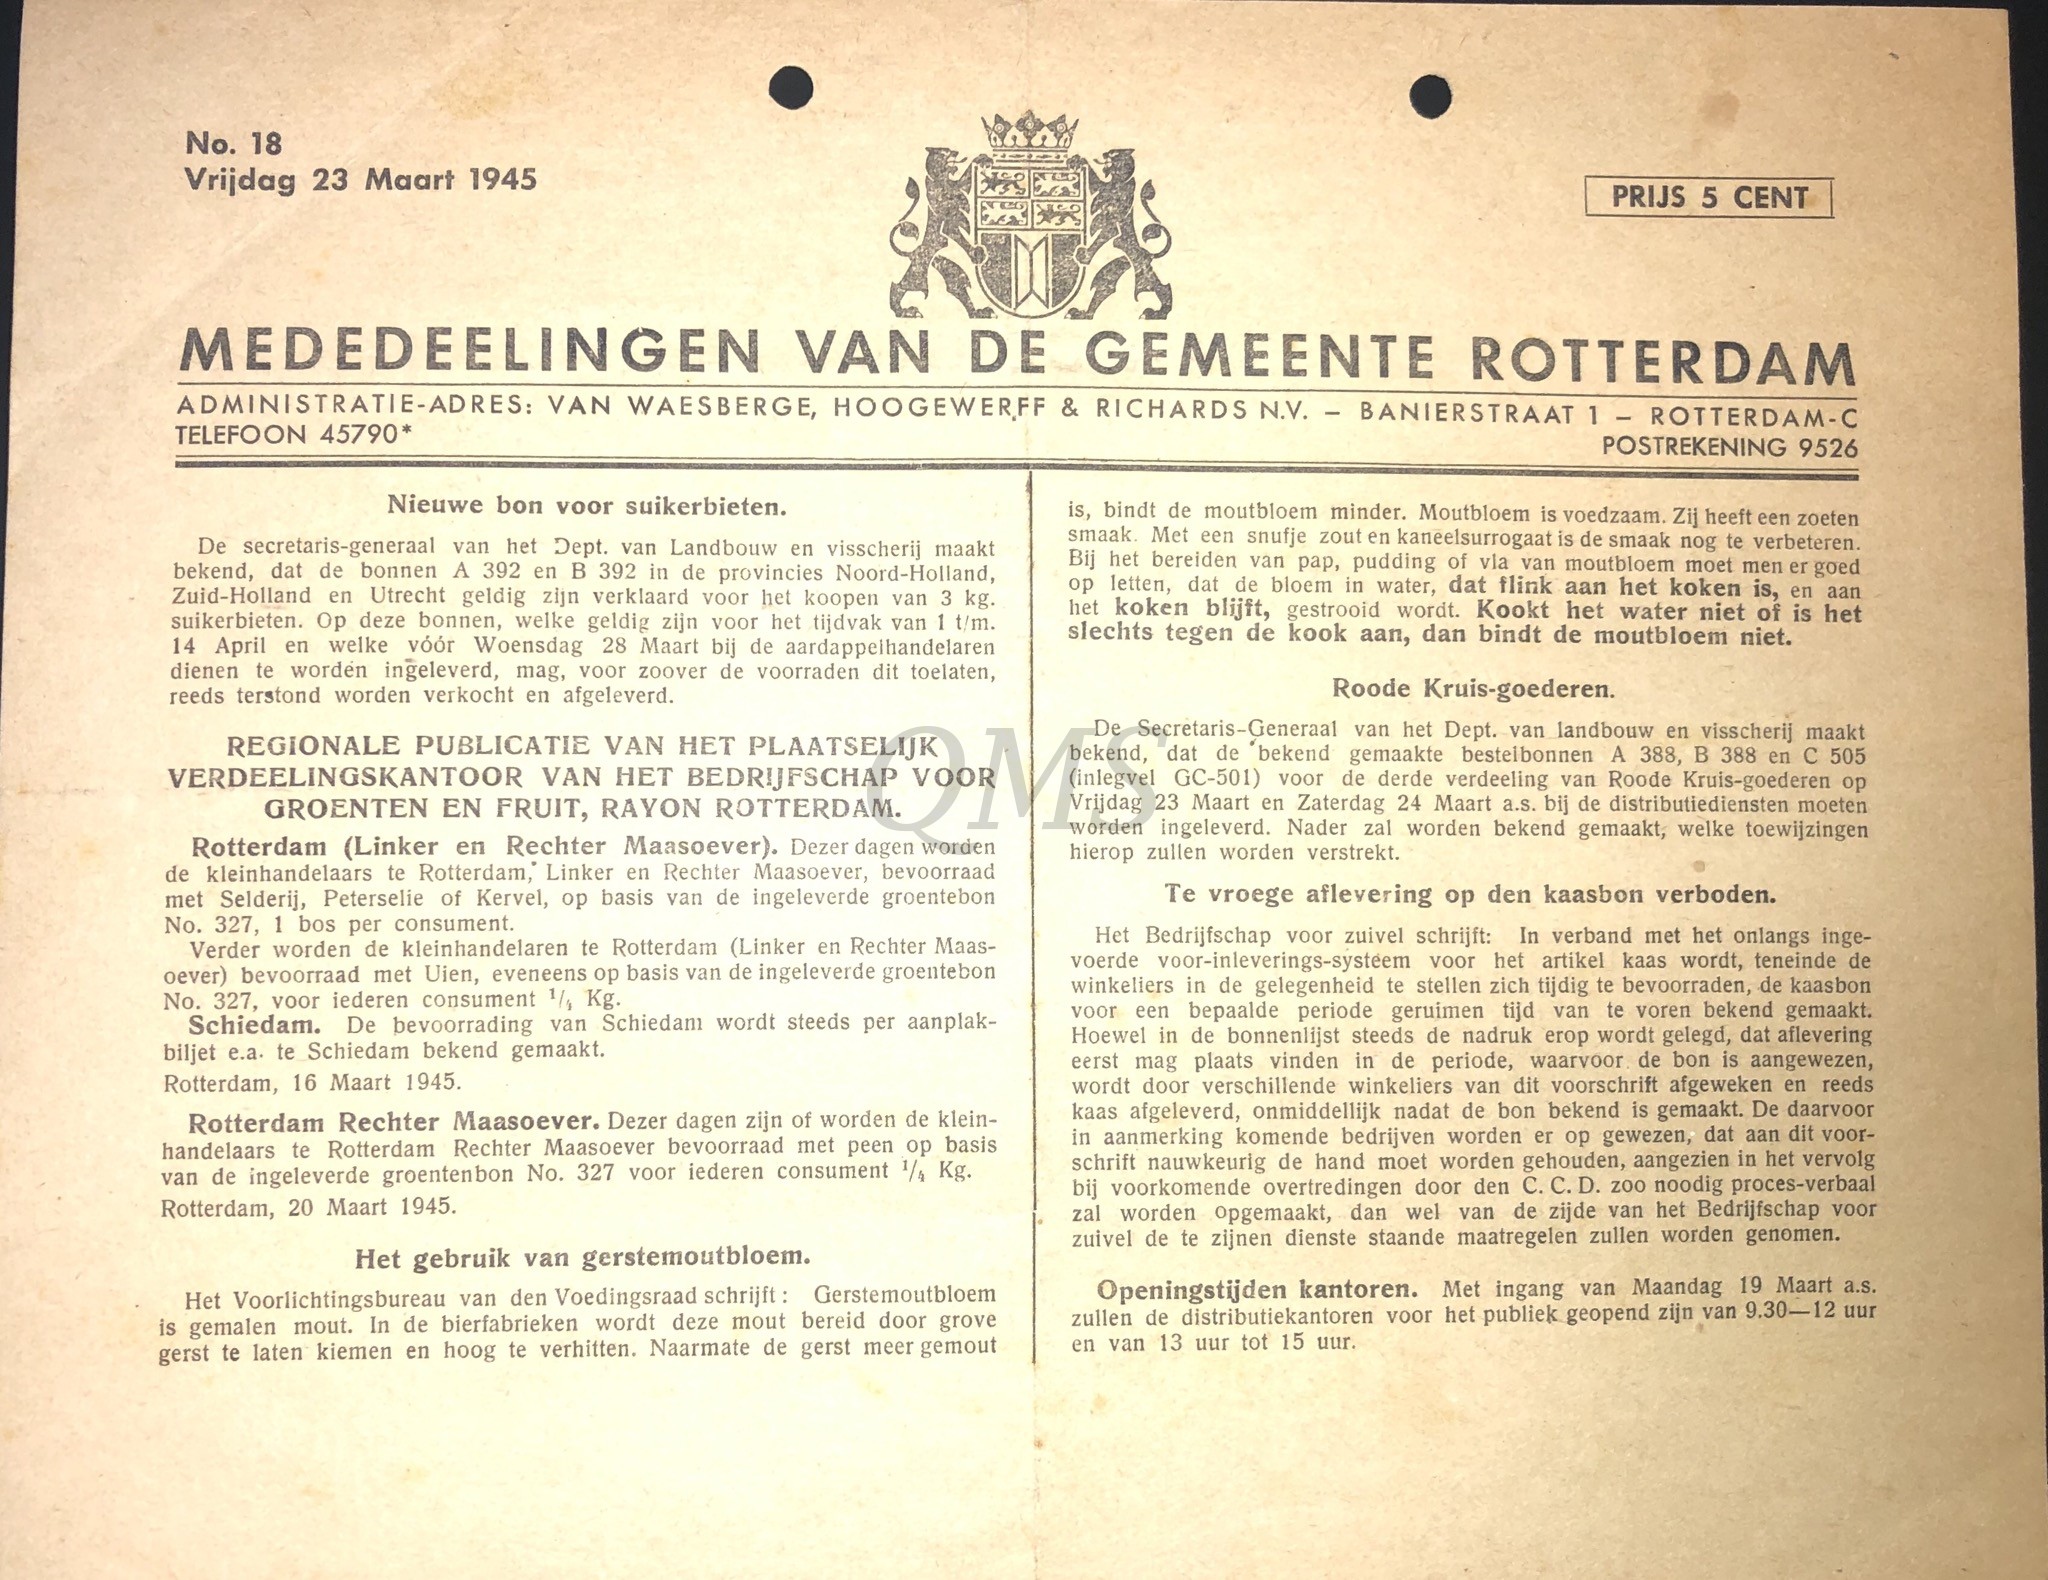 No. 18
Vrijdag 23 Maart 1945
PRIJS 5 CENT
MEDEDEELINGEN VAN DE GEMEENTE ROTTERDAM
ADMINISTRATIE-ADRES: VAN WAESBERGE, HOOGEWERFF & RICHARDS N.V. – BANIERSTRAAT 1 – ROTTERDAM-C
TELEFOON 45790*
POSTREKENING 9526
Nieuwe bon voor suikerbieten.
De secretaris-generaal van het Dept. van Landbouw en visscherij maakt
bekend, dat de bonnen A 392 en B 392 in de provincies Noord-Holland,
Zuid-Holland en Utrecht geldig zijn verklaard voor het koopen van 3 kg.
suikerbieten. Op deze bonnen, welke geldig zijn voor het tijdvak van 1 t/m.
14 April en welke vóór Woensdag 28 Maart bij de aardappelhandelaren
dienen te worden ingeleverd, mag, voor zoover de voorraden dit toelaten,
reeds terstond worden verkocht en afgeleverd.
REGIONALE PUBLICATIE VAN HET PLAATSELIJK
VERDEELINGSKANTOOR VAN HET BEDRIJFSCHAP VOOR
GROENTEN EN FRUIT, RAYON ROTTERDAM.
Rotterdam (Linker en Rechter Maasoever). Dezer dagen worden
de kleinhandelaars te Rotterdam, Linker en Rechter Maasoever, bevoorraad
met Selderij, Peterselie of Kervel, op basis van de ingeleverde groentebon
No. 327, 1 bos per consument.
Verder worden de kleinhandelaren te Rotterdam (Linker en Rechter Maas-
oever) bevoorraad met Uien, eveneens op basis van de ingeleverde groentebon
No. 327, voor iederen consument 1/4 Kg.
Schiedam. De bevoorrading van Schiedam wordt steeds per aanplak-
biljet e.a. te Schiedam bekend gemaakt.
Rotterdam, 16 Maart 1945.
Rotterdam Rechter Maasoever. Dezer dagen zijn of worden de klein-
handelaars te Rotterdam Rechter Maasoever bevoorraad met peen op basis
van de ingeleverde groentenbon No. 327 voor iederen consument 1/4 Kg.
Rotterdam, 20 Maart 1945.
Het gebruik van gerstemoutbloem.
Het Voorlichtingsbureau van den Voedingsraad schrijft: Gerstemoutbloem
is gemalen mout. In de bierfabrieken wordt deze mout bereid door grove
gerst te laten kiemen en hoog te verhitten. Naarmate de gerst meer gemout
is, bindt de moutbloem minder. Moutbloem is voedzaam. Zij heeft een zoeten
smaak. Met een snufje zout en kaneelsurrogaat is de smaak nog te verbeteren.
Bij het bereiden van pap, pudding of vla van moutbloem moet men er goed
op letten, dat de bloem in water, dat flink aan het koken is, en aan
het koken blijft, gestrooid wordt. Kookt het water niet of is het
slechts tegen de kook aan, dan bindt de moutbloem niet.
Roode Kruis-goederen.
De Secretaris-Generaal van het Dept. van landbouw en visscherij maakt
bekend, dat de bekend gemaakte bestelbonnen A 388, B 388 en C 505
(inlegvel GC-501) voor de derde verdeeling van Roode Kruis-goederen op
Vrijdag 23 Maart en Zaterdag 24 Maart a.s. bij de distributiediensten moeten
worden ingeleverd. Nader zal worden bekend gemaakt, welke toewijzingen
hierop zullen worden verstrekt.
Te vroege aflevering op den kaasbon verboden.
Het Bedrijfschap voor zuivel schrijft: In verband met het onlangs inge-
voerde voor-inleverings-systeem voor het artikel kaas wordt, teneinde de
winkeliers in de gelegenheid te stellen zich tijdig te bevoorraden, de kaasbon
voor een bepaalde periode geruimen tijd van te voren bekend gemaakt.
Hoewel in de bonnenlijst steeds de nadruk erop wordt gelegd, dat aflevering
eerst mag plaats vinden in de periode, waarvoor de bon is aangewezen,
wordt door verschillende winkeliers van dit voorschrift afgeweken en reeds
kaas afgeleverd, onmiddellijk nadat de bon bekend is gemaakt. De daarvoor
in aanmerking komende bedrijven worden er op gewezen, dat aan dit voor-
schrift nauwkeurig de hand moet worden gehouden, aangezien in het vervolg
bij voorkomende overtredingen door den C. C. D. zoo noodig proces-verbaal
zal worden opgemaakt, dan wel van de zijde van het Bedrijfschap voor
zuivel de te zijnen dienste staande maatregelen zullen worden genomen.
Openingstijden kantoren. Met ingang van Maandag 19 Maart a.s.
zullen de distributiekantoren voor het publiek geopend zijn van 9.30—12 uur
en van 13 uur tot 15 uur.
QMS